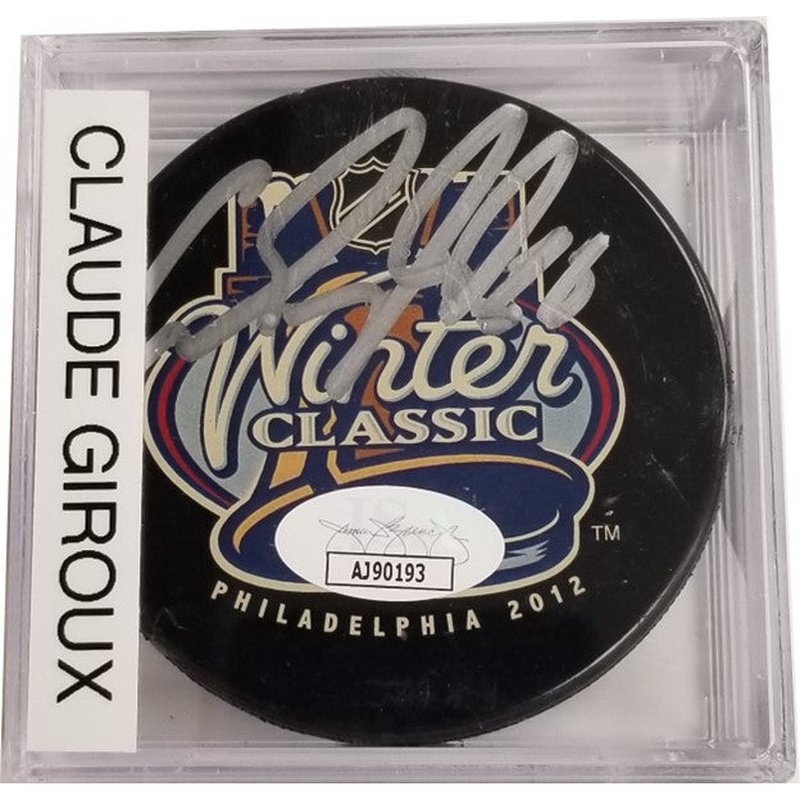 CLAUDE GIROUX
Winter
CLASSIC
AJ90193
TM
PHILADELPHIA 2012